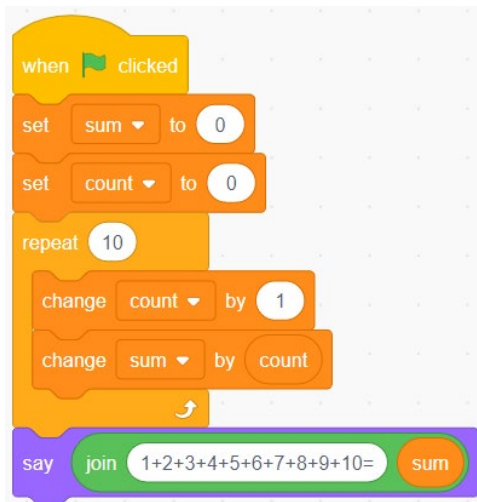 when clicked
set sum to 0
set count to 0
repeat 10
change count by 1
change sum by count
say join 1+2+3+4+5+6+7+8+9+10= sum